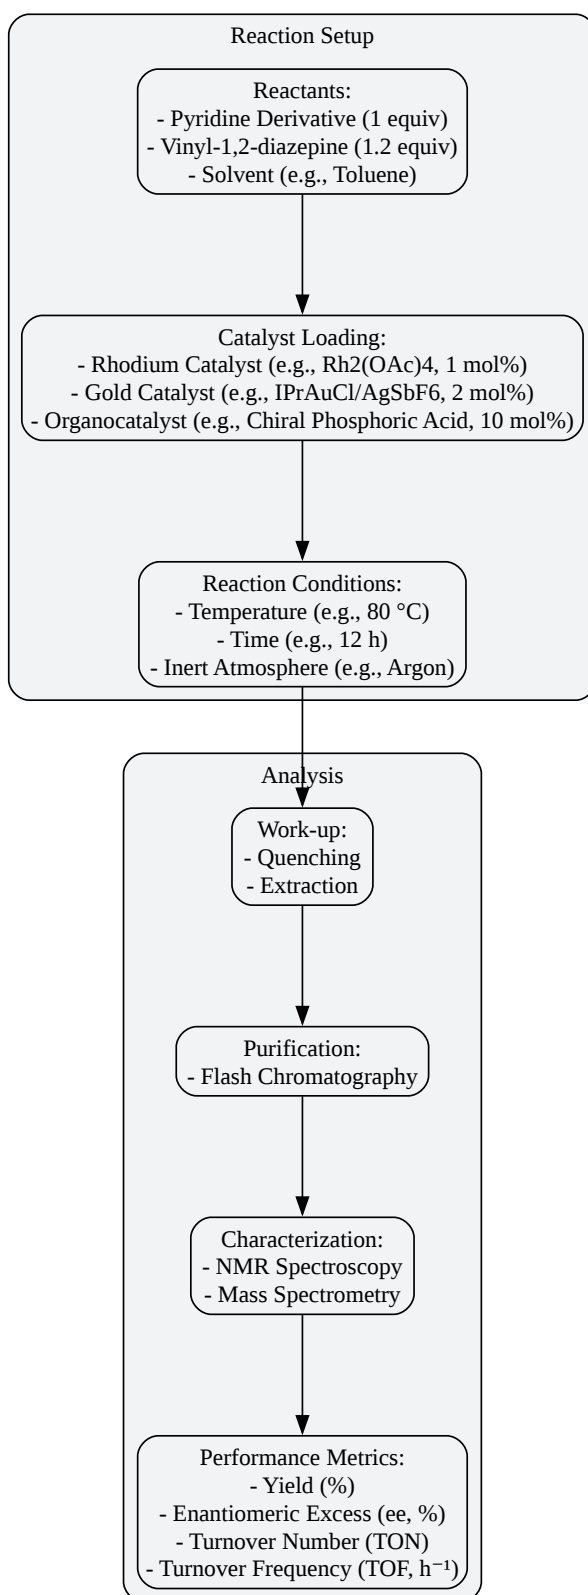 Reaction Setup
Reactants:
- Pyridine Derivative (1 equiv)
- Vinyl-1,2-diazepine (1.2 equiv)
- Solvent (e.g., Toluene)
Catalyst Loading:
- Rhodium Catalyst (e.g., Rh2(OAc)4, 1 mol%)
- Gold Catalyst (e.g., IPrAuCl/AgSbF6, 2 mol%)
- Organocatalyst (e.g., Chiral Phosphoric Acid, 10 mol%)
Reaction Conditions:
- Temperature (e.g., 80 °C)
- Time (e.g., 12 h)
- Inert Atmosphere (e.g., Argon)
Analysis
Work-up:
- Quenching
- Extraction
Purification:
- Flash Chromatography
Characterization:
- NMR Spectroscopy
- Mass Spectrometry
Performance Metrics:
- Yield (%)
- Enantiomeric Excess (ee, %)
- Turnover Number (TON)
- Turnover Frequency (TOF, h⁻¹)